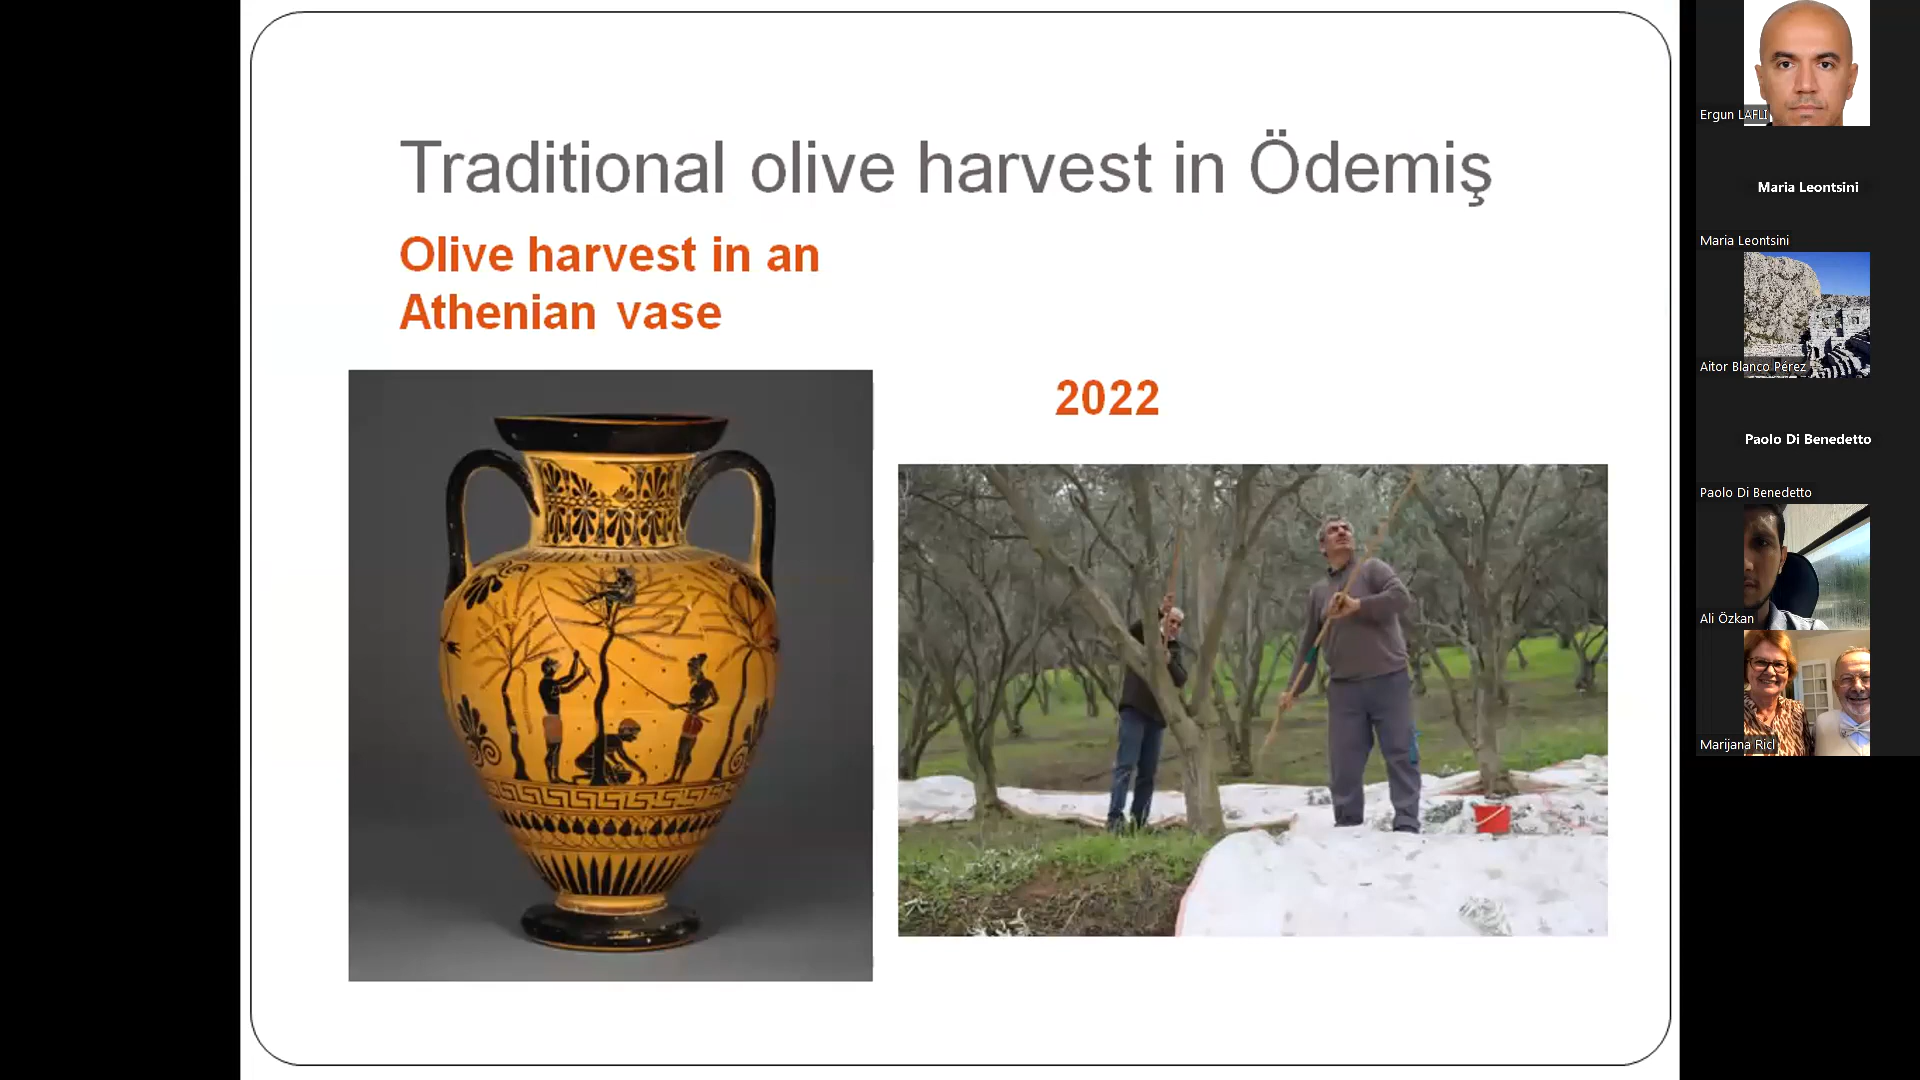 Traditional olive harvest in Ödemiş
Olive harvest in an
Athenian vase
2022
Ergun LAFLI
Maria Leontsini
Maria Leontsini
Aitor Blanco Pérez
Paolo Di Benedetto
Paolo Di Benedetto
Ali Özkan
Marijana Ricl